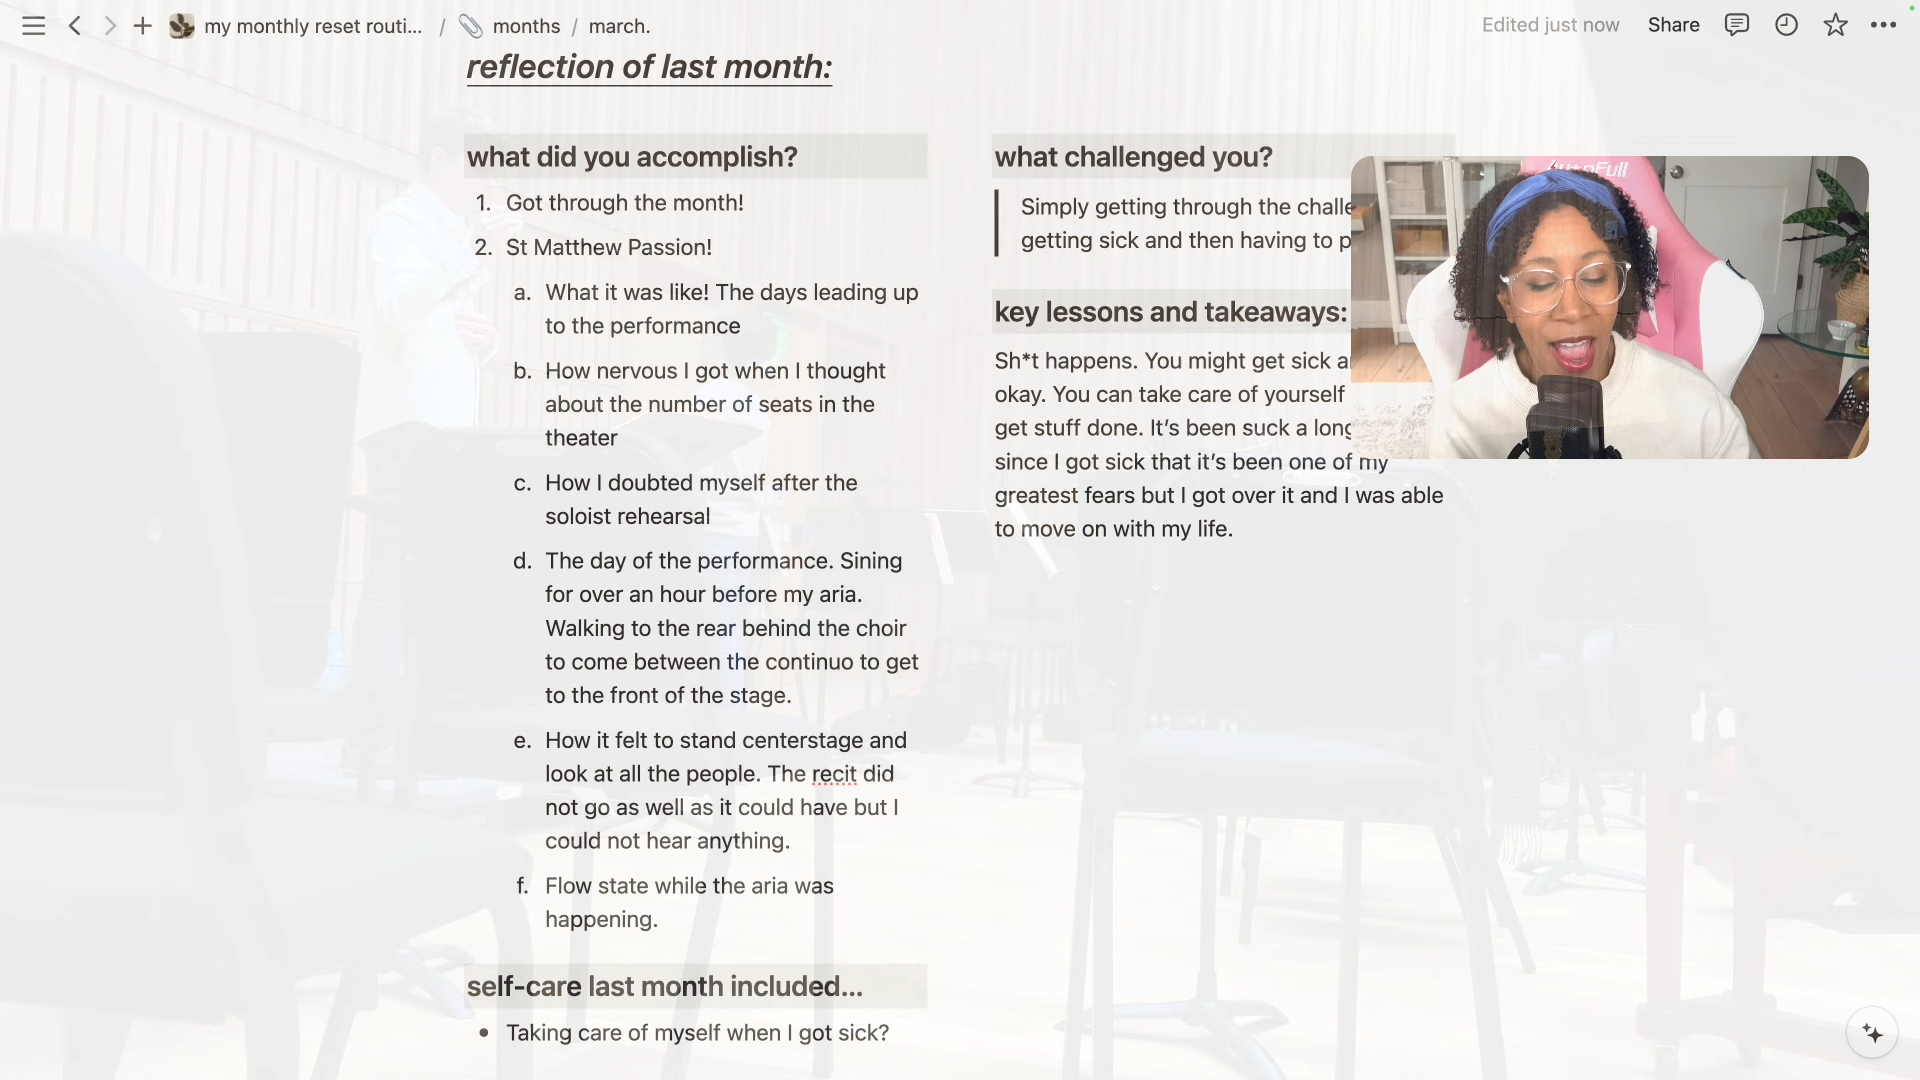 my monthly reset routi... / months / march.
Edited just now Share
reflection of last month:
what did you accomplish?
1. Got through the month!
2. St Matthew Passion!
a. What it was like! The days leading up
to the performance
b. How nervous I got when I thought
about the number of seats in the
theater
c. How I doubted myself after the
soloist rehearsal
d. The day of the performance. Sining
for over an hour before my aria.
Walking to the rear behind the choir
to come between the continuo to get
to the front of the stage.
e. How it felt to stand centerstage and
look at all the people. The recit did
not go as well as it could have but I
could not hear anything.
f. Flow state while the aria was
happening.
self-care last month included...
• Taking care of myself when I got sick?
what challenged you?
Simply getting through the
getting sick and then having to
key lessons and takeaways:
Sh*t happens. You might get sick
okay. You can take care of yourself
get stuff done. It's been suck a
since I got sick that it's been one of my
greatest fears but I got over it and I was able
to move on with my life.
AutoFull